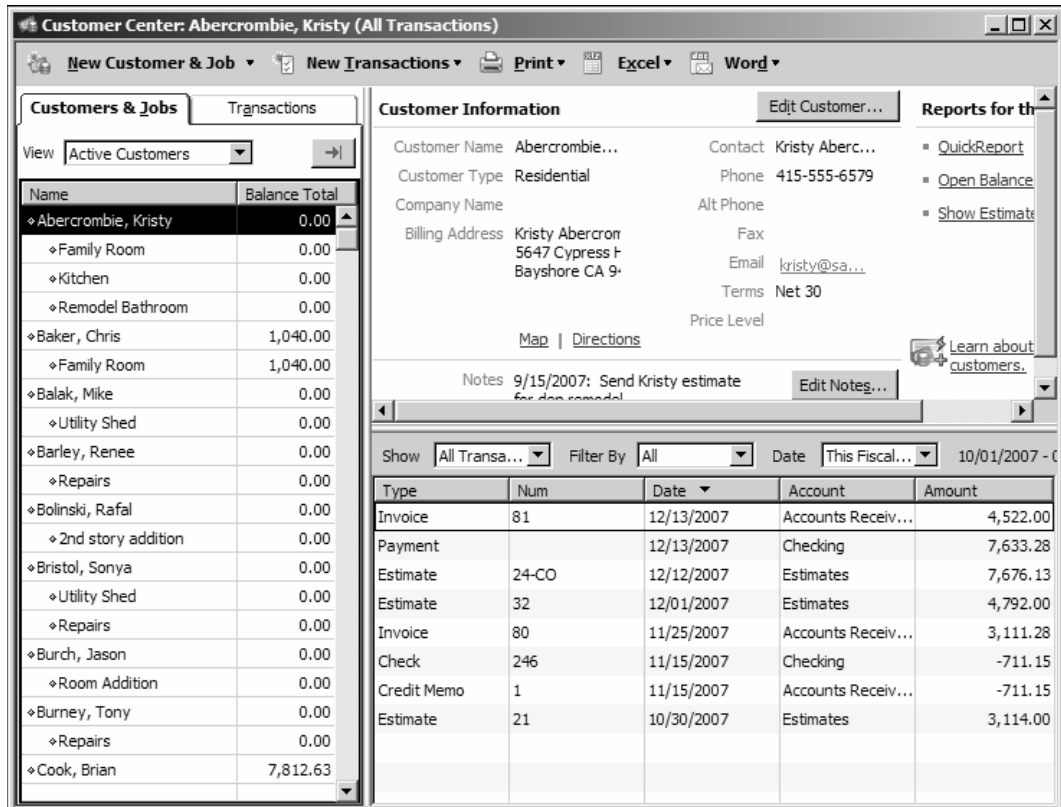 Customer Center: Abercrombie, Kristy (All Transactions)
New Customer & Job New Transactions Print Excel Word
Customers & Jobs Transactions
View Active Customers
Name Balance Total
Abercrombie, Kristy 0.00
Family Room 0.00
Kitchen 0.00
Remodel Bathroom 0.00
Baker, Chris 1,040.00
Family Room 1,040.00
Balak, Mike 0.00
Utility Shed 0.00
Barley, Renee 0.00
Repairs 0.00
Bolinski, Rafal 0.00
2nd story addition 0.00
Bristol, Sonya 0.00
Utility Shed 0.00
Repairs 0.00
Burch, Jason 0.00
Room Addition 0.00
Burney, Tony 0.00
Repairs 0.00
Cook, Brian 7,812.63
Customer Information Edit Customer...
Customer Name Abercrombie... Contact Kristy Aberc...
Customer Type Residential Phone 415-555-6579
Company Name Alt Phone
Billing Address Kristy Abercrom Fax
5647 Cypress H
Email kristy@sa...
Bayshore CA 9
Terms Net 30
Price Level
Map | Directions
Notes 9/15/2007: Send Kristy estimate Edit Notes...
for den remodel
Reports for th
QuickReport
Open Balance
Show Estimate
Learn about
customers.
Show All Transa... Filter By All Date This Fiscal... 10/01/2007 - 0
Type Num Date Account Amount
Invoice 81 12/13/2007 Accounts Receiv... 4,522.00
Payment 12/13/2007 Checking 7,633.28
Estimate 24-CO 12/12/2007 Estimates 7,676.13
Estimate 32 12/01/2007 Estimates 4,792.00
Invoice 80 11/25/2007 Accounts Receiv... 3,111.28
Check 246 11/15/2007 Checking -711.15
Credit Memo 1 11/15/2007 Accounts Receiv... -711.15
Estimate 21 10/30/2007 Estimates 3,114.00